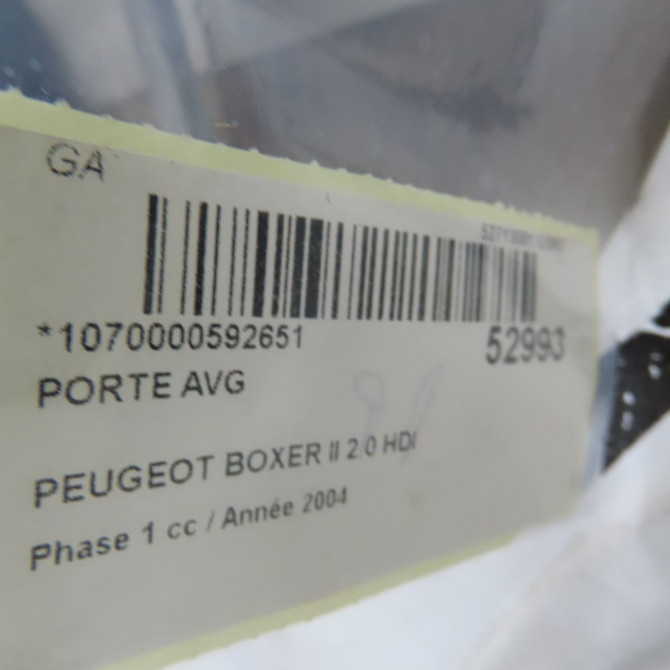 GA
*1070000592651
52993
PORTE AVG
PEUGEOT BOXER II 2.0 HDI
Phase 1 cc / Année 2004